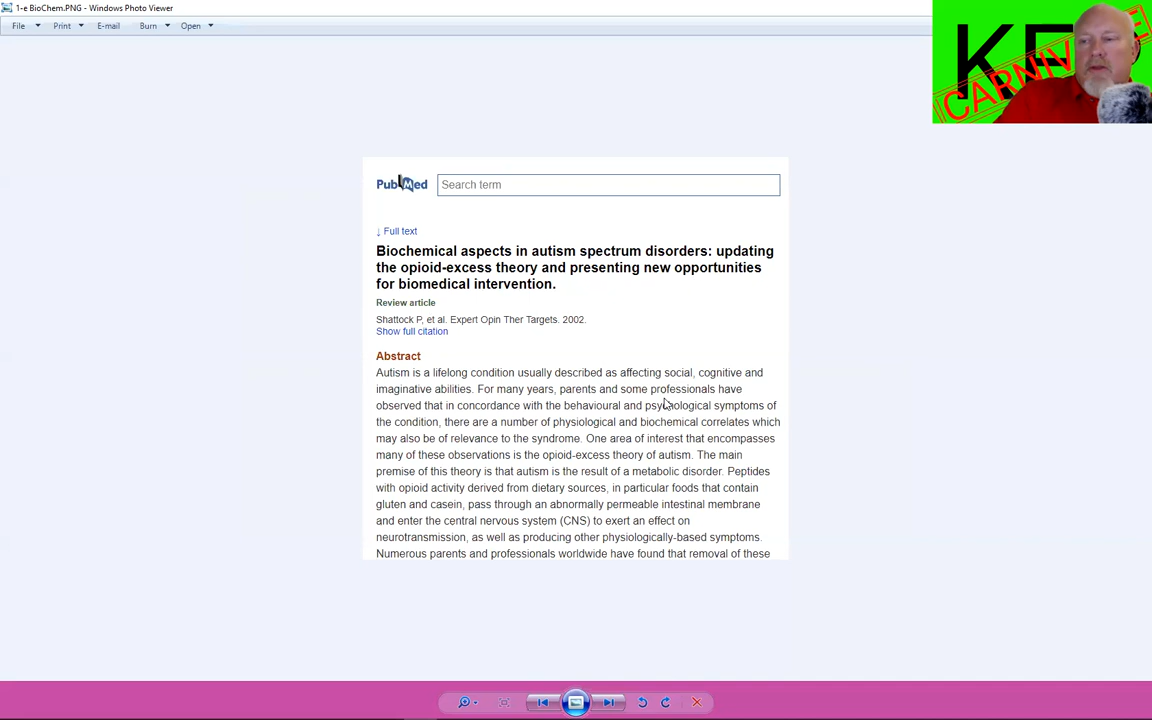 1-e BioChem.PNG - Windows Photo Viewer
File Print E-mail Burn Open
CARNIV
PubMed
Search term
↓ Full text
Biochemical aspects in autism spectrum disorders: updating
the opioid-excess theory and presenting new opportunities
for biomedical intervention.
Review article
Shattock P, et al. Expert Opin Ther Targets. 2002.
Show full citation
Abstract
Autism is a lifelong condition usually described as affecting social, cognitive and
imaginative abilities. For many years, parents and some professionals have
observed that in concordance with the behavioural and psychological symptoms of
the condition, there are a number of physiological and biochemical correlates which
may also be of relevance to the syndrome. One area of interest that encompasses
many of these observations is the opioid-excess theory of autism. The main
premise of this theory is that autism is the result of a metabolic disorder. Peptides
with opioid activity derived from dietary sources, in particular foods that contain
gluten and casein, pass through an abnormally permeable intestinal membrane
and enter the central nervous system (CNS) to exert an effect on
neurotransmission, as well as producing other physiologically-based symptoms.
Numerous parents and professionals worldwide have found that removal of these